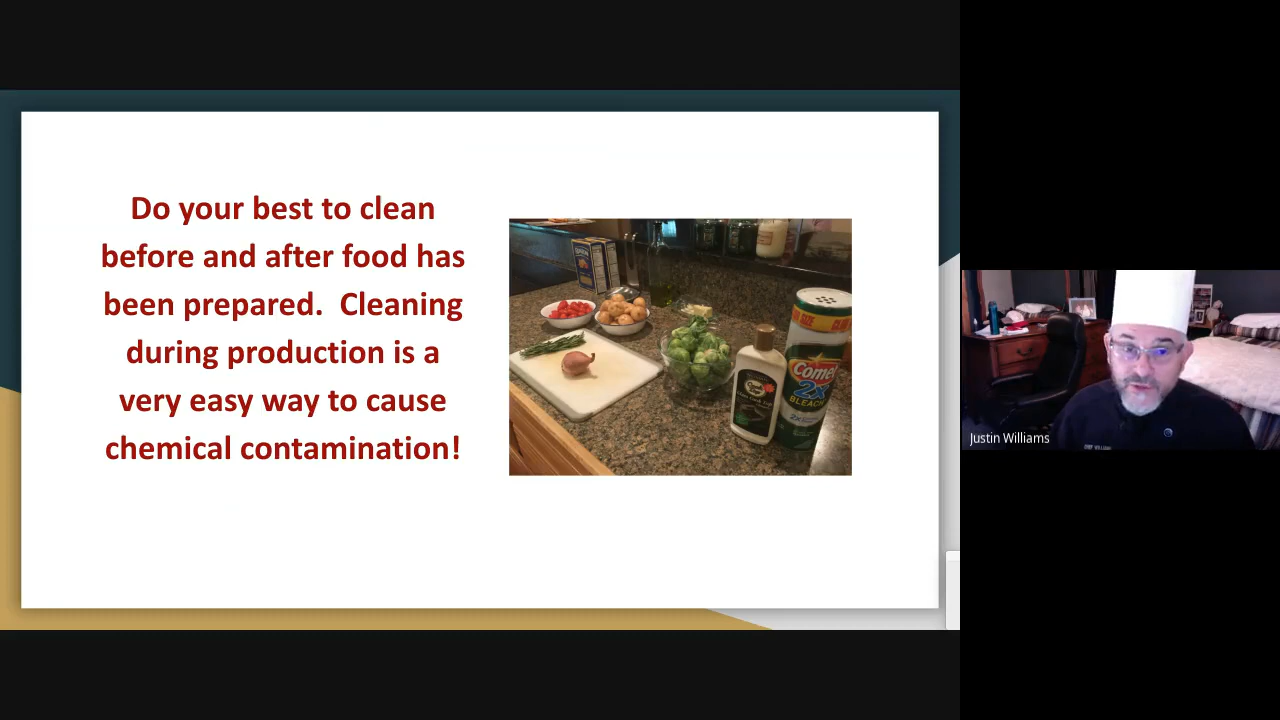 Do your best to clean
before and after food has
been prepared.  Cleaning
during production is a
very easy way to cause
chemical contamination!
Comet
2X
BLEACH
Justin Williams